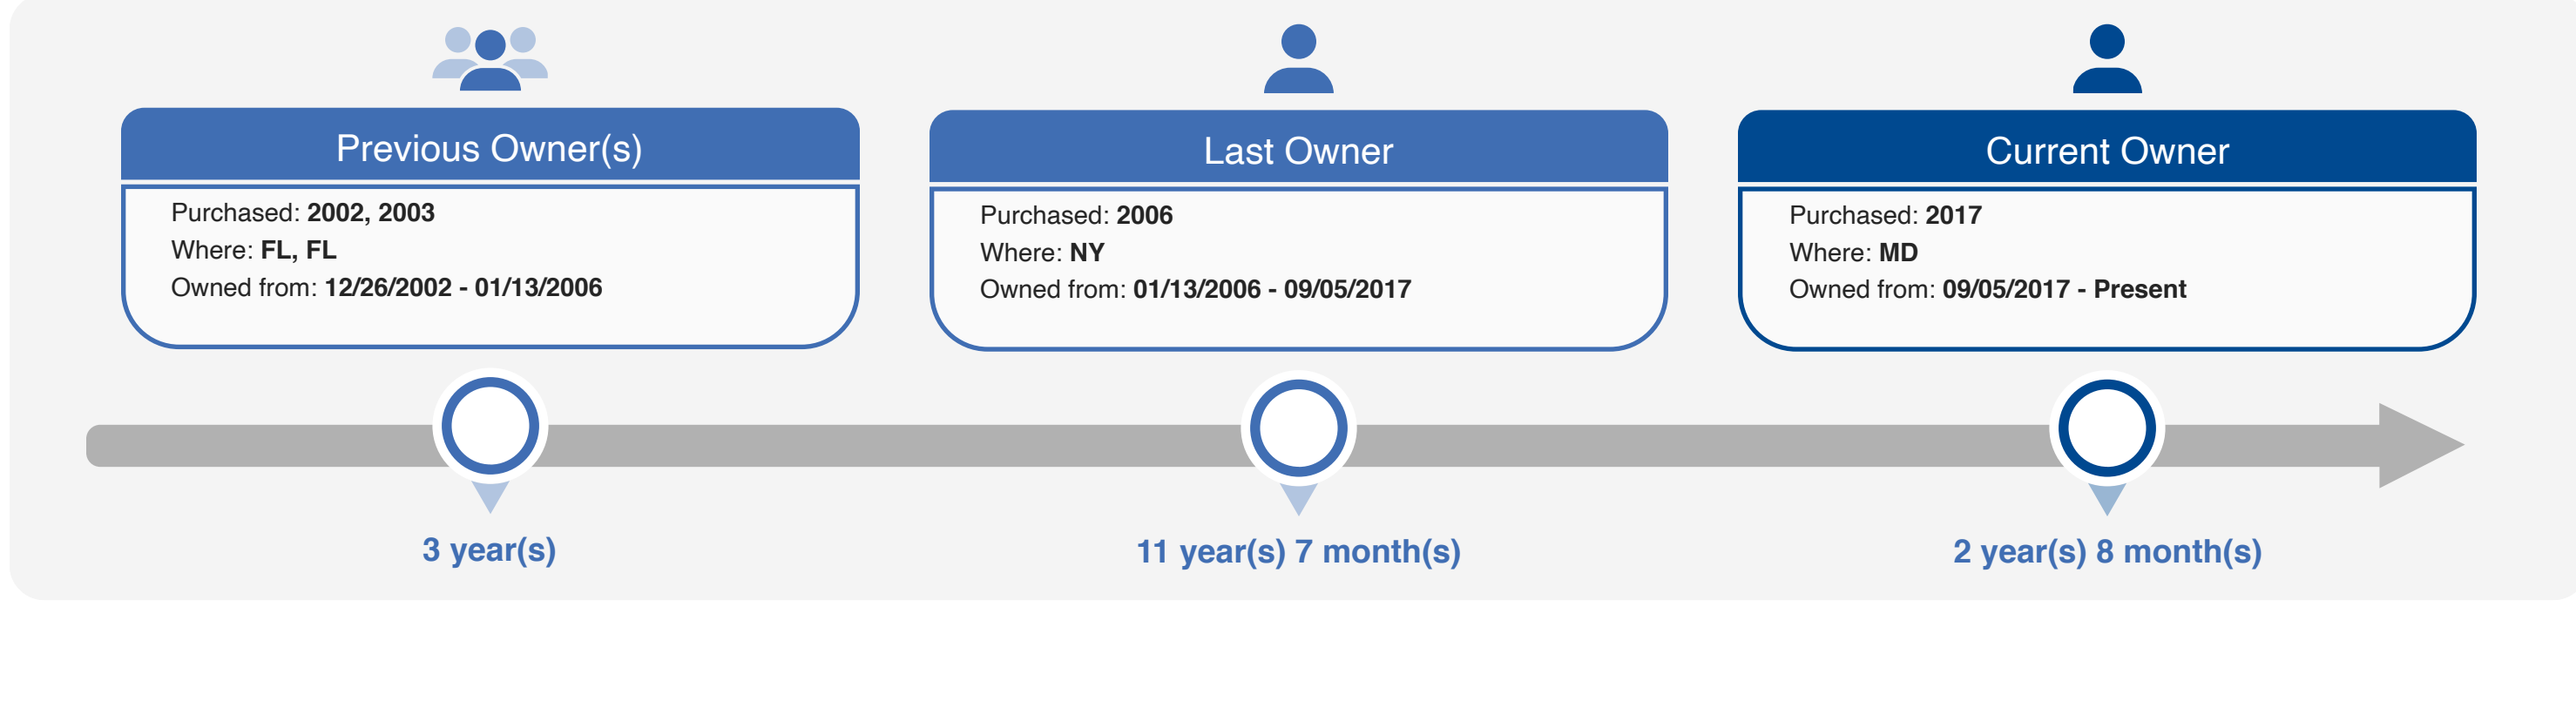 Previous Owner(s)
Purchased: 2002, 2003
Where: FL, FL
Owned from: 12/26/2002 - 01/13/2006
3 year(s)
Last Owner
Purchased: 2006
Where: NY
Owned from: 01/13/2006 - 09/05/2017
11 year(s) 7 month(s)
Current Owner
Purchased: 2017
Where: MD
Owned from: 09/05/2017 - Present
2 year(s) 8 month(s)